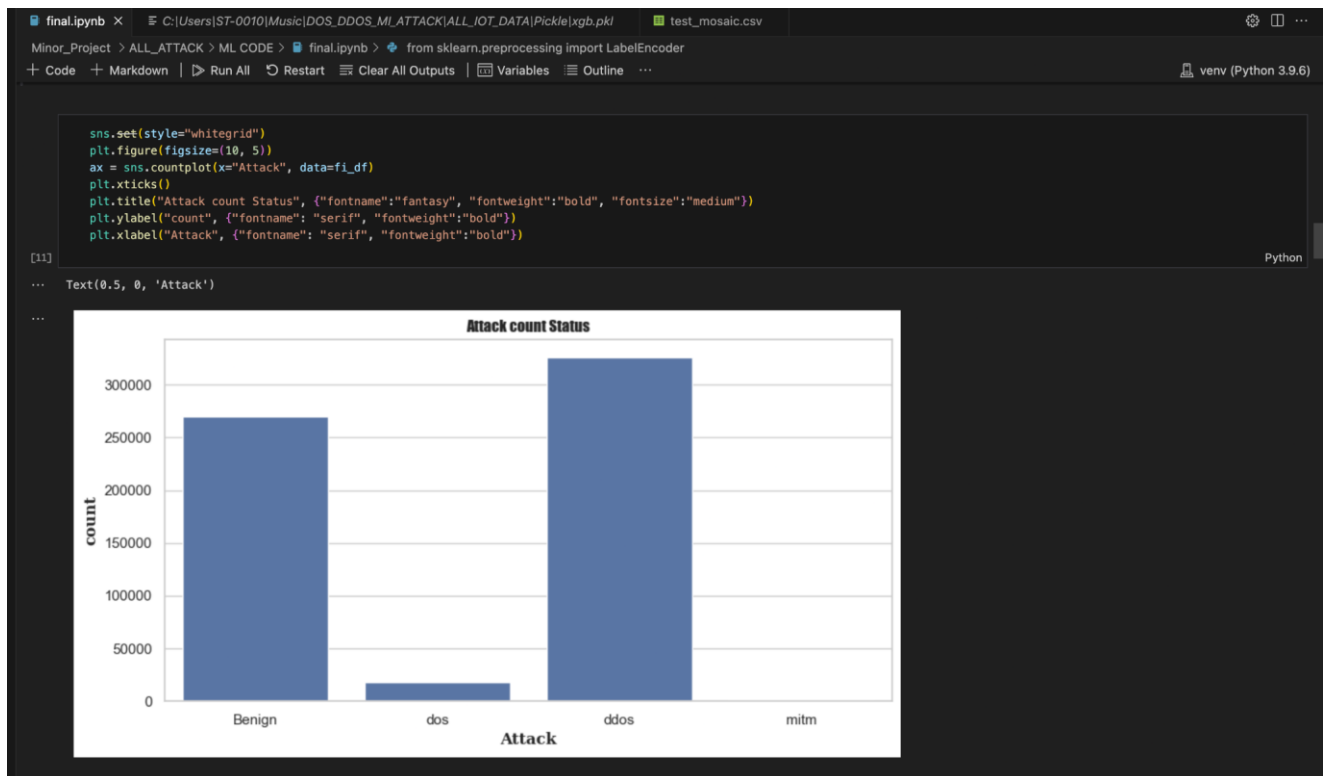 final.ipynb × C:|Users|ST-0010|Music|DOS_DDOS_MI_ATTACK|ALL_IOT_DATA|Pickle|xgb.pkl test_mosaic.csv ...
Minor_Project > ALL_ATTACK > ML CODE > final.ipynb > from sklearn.preprocessing import LabelEncoder
+ Code + Markdown | Run All Restart Clear All Outputs | Variables Outline ... venv (Python 3.9.6)
sns.set(style="whitegrid")
plt.figure(figsize=(10, 5))
ax = sns.countplot(x="Attack", data=fi_df)
plt.xticks()
plt.title("Attack count Status", {"fontname":"fantasy", "fontweight":"bold", "fontsize":"medium"})
plt.ylabel("count", {"fontname": "serif", "fontweight":"bold"})
plt.xlabel("Attack", {"fontname": "serif", "fontweight":"bold"})
[11] Python
... Text(0.5, 0, 'Attack')
...
Attack count Status
300000
250000
200000
150000
100000
50000
0
count
Benign dos ddos mitm
Attack